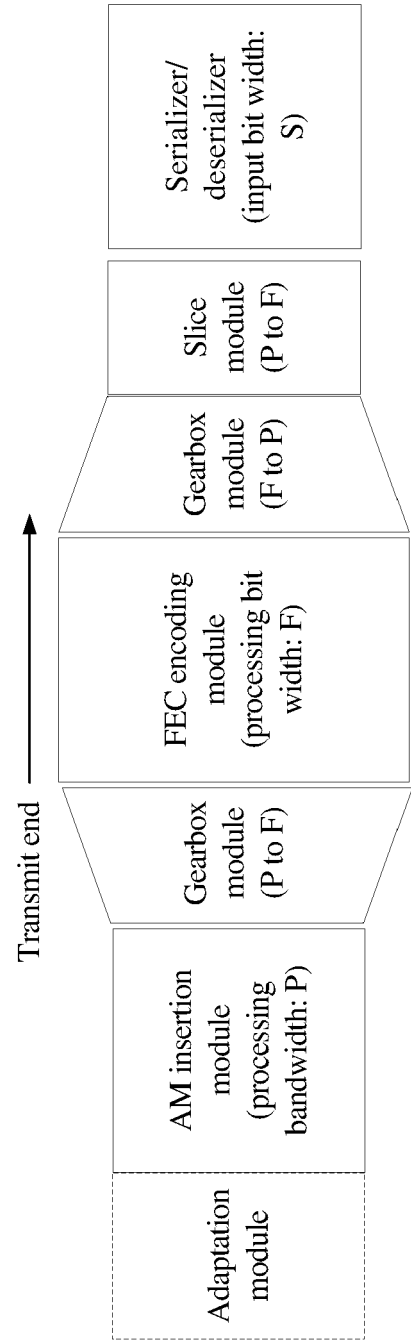 Transmit end
Adaptation
module
AM insertion
module
(processing
bandwidth: P)
Gearbox
module
(P to F)
FEC encoding
module
(processing bit
width: F)
Gearbox
module
(F to P)
Slice
module
(P to F)
Serializer/
deserializer
(input bit width:
S)